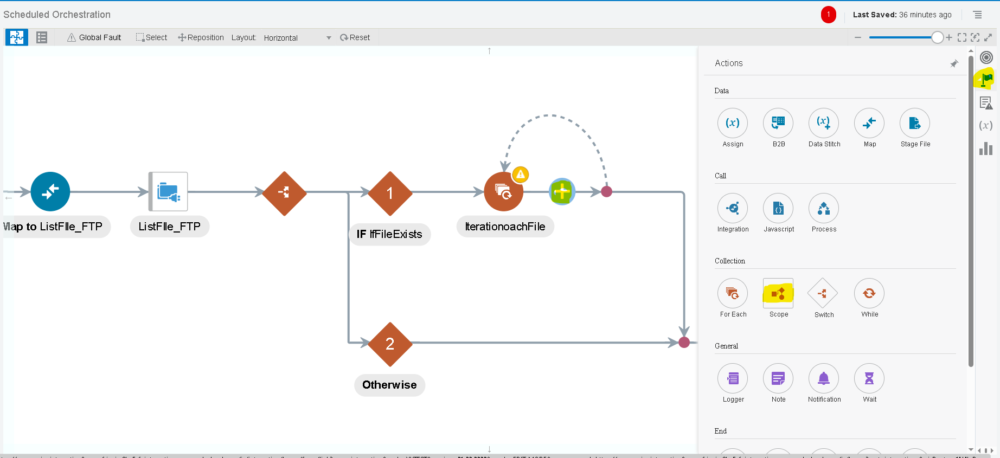 Scheduled Orchestration
1
Last Saved: 36 minutes ago
Global Fault
Select
Reposition
Layout:
Horizontal
Reset
Actions
Data
(x)
(x)
Assign
B2B
Data Stitch
Map
Stage File
(x)
Call
Integration
Javascript
Process
Collection
For Each
Scope
Switch
While
General
Logger
Note
Notification
Wait
End
Map to ListFIle_FTP
ListFIle_FTP
1
IF IfFileExists
IterationoachFile
2
Otherwise